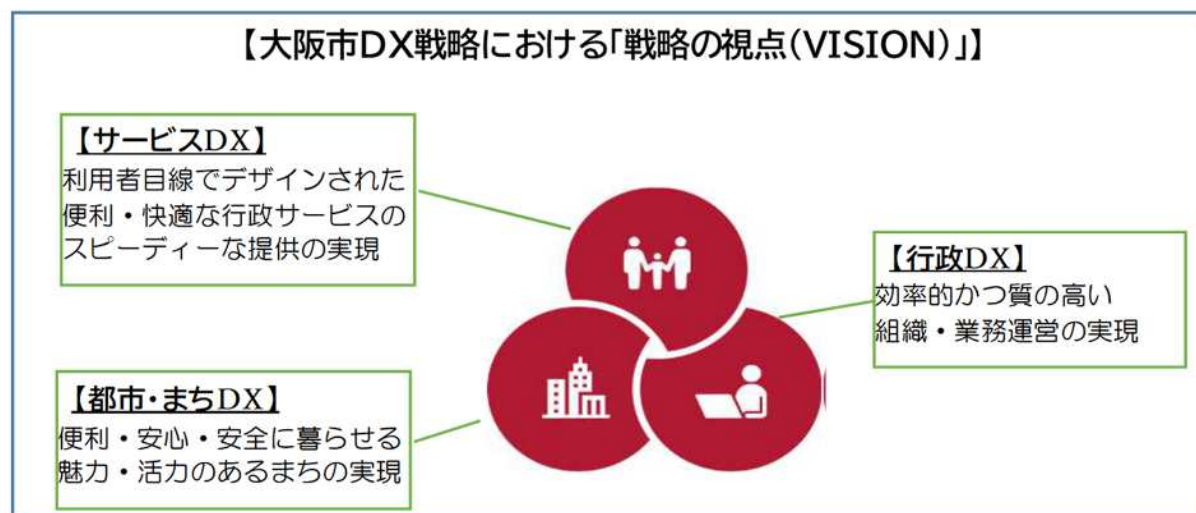 【大阪市DX戦略における「戦略の視点(VISION)」】
【サービスDX】
利用者目線でデザインされた
便利・快適な行政サービスの
スピーディーな提供の実現
【行政DX】
効率的かつ質の高い
組織・業務運営の実現
【都市・まちDX】
便利・安心・安全に暮らせる
魅力・活力のあるまちの実現